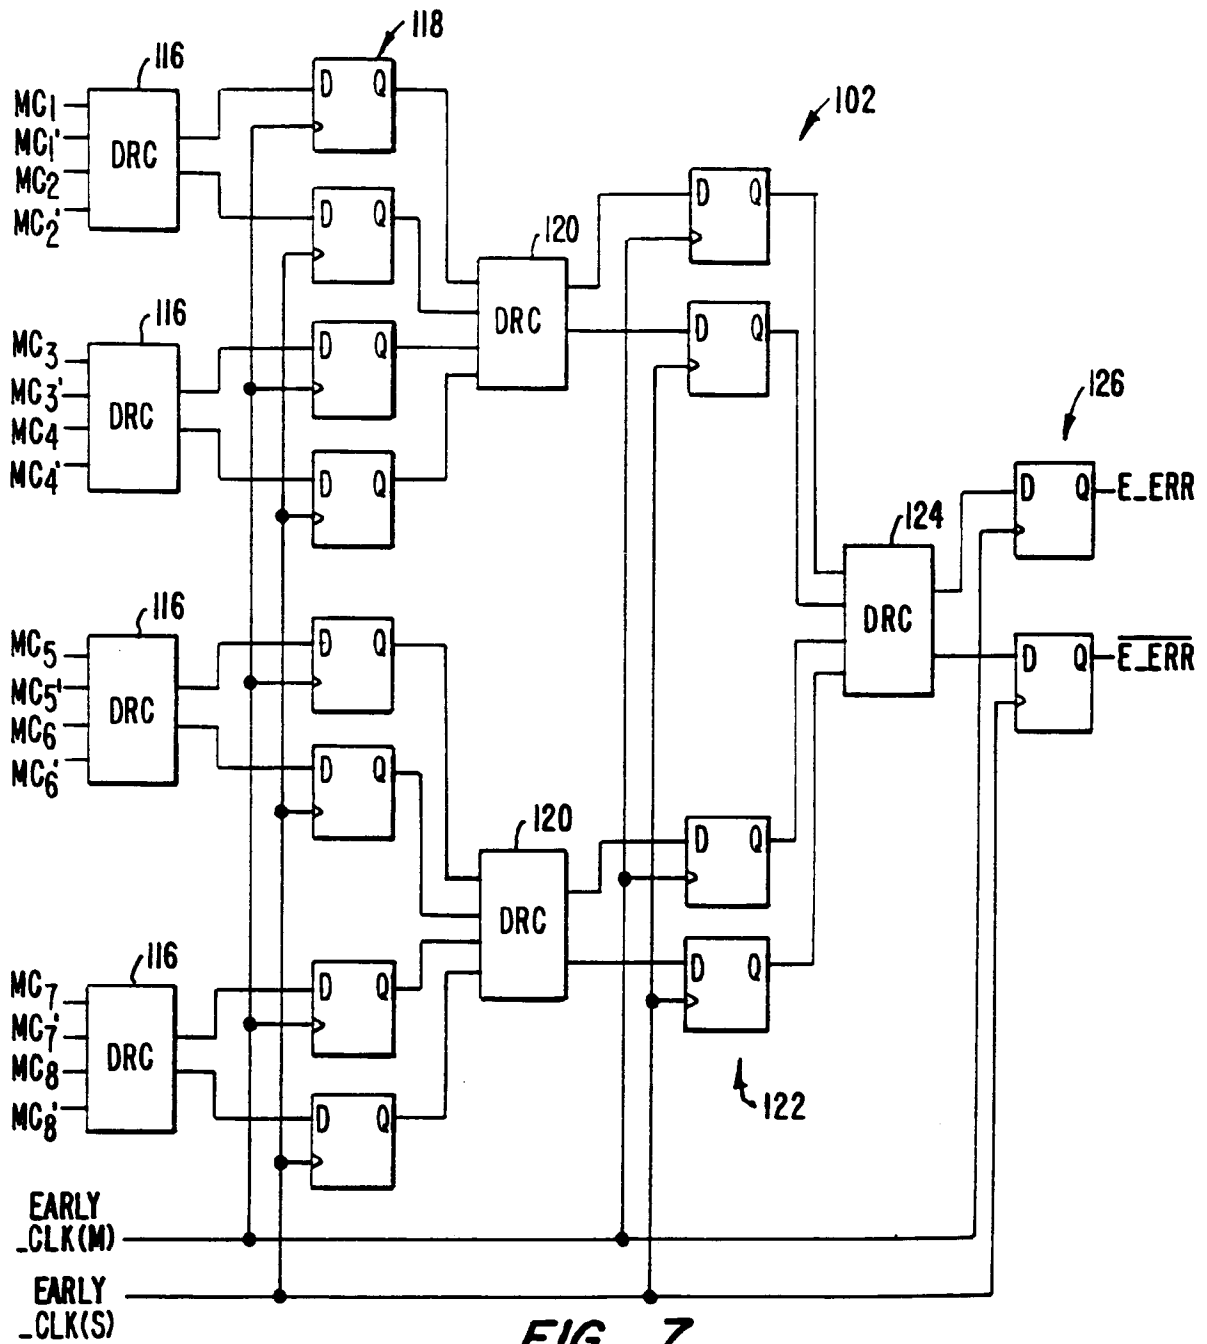 118
116
MC1
MC1'
MC2
MC2'
DRC
D Q
102
D Q
D Q
120
DRC
D Q
116
MC3
MC3'
MC4
MC4'
DRC
D Q
D Q
126
D Q
E_ERR
124
DRC
116
MC5
MC5'
MC6
MC6'
DRC
D Q
D Q
E_ERR
D Q
120
DRC
D Q
D Q
116
MC7
MC7'
MC8
MC8'
DRC
D Q
122
D Q
EARLY
_CLK(M)
EARLY
_CLK(S)
FIG. 7